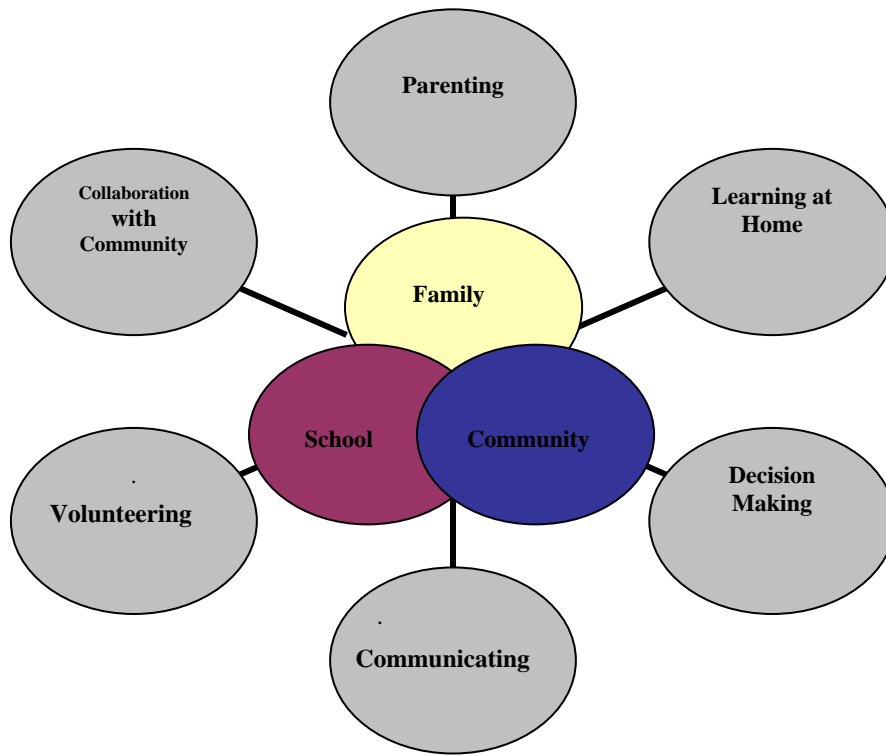 Parenting
Collaboration
with
Community
Learning at
Home
Family
School
Community
Decision
Making
.
Volunteering
.
Communicating